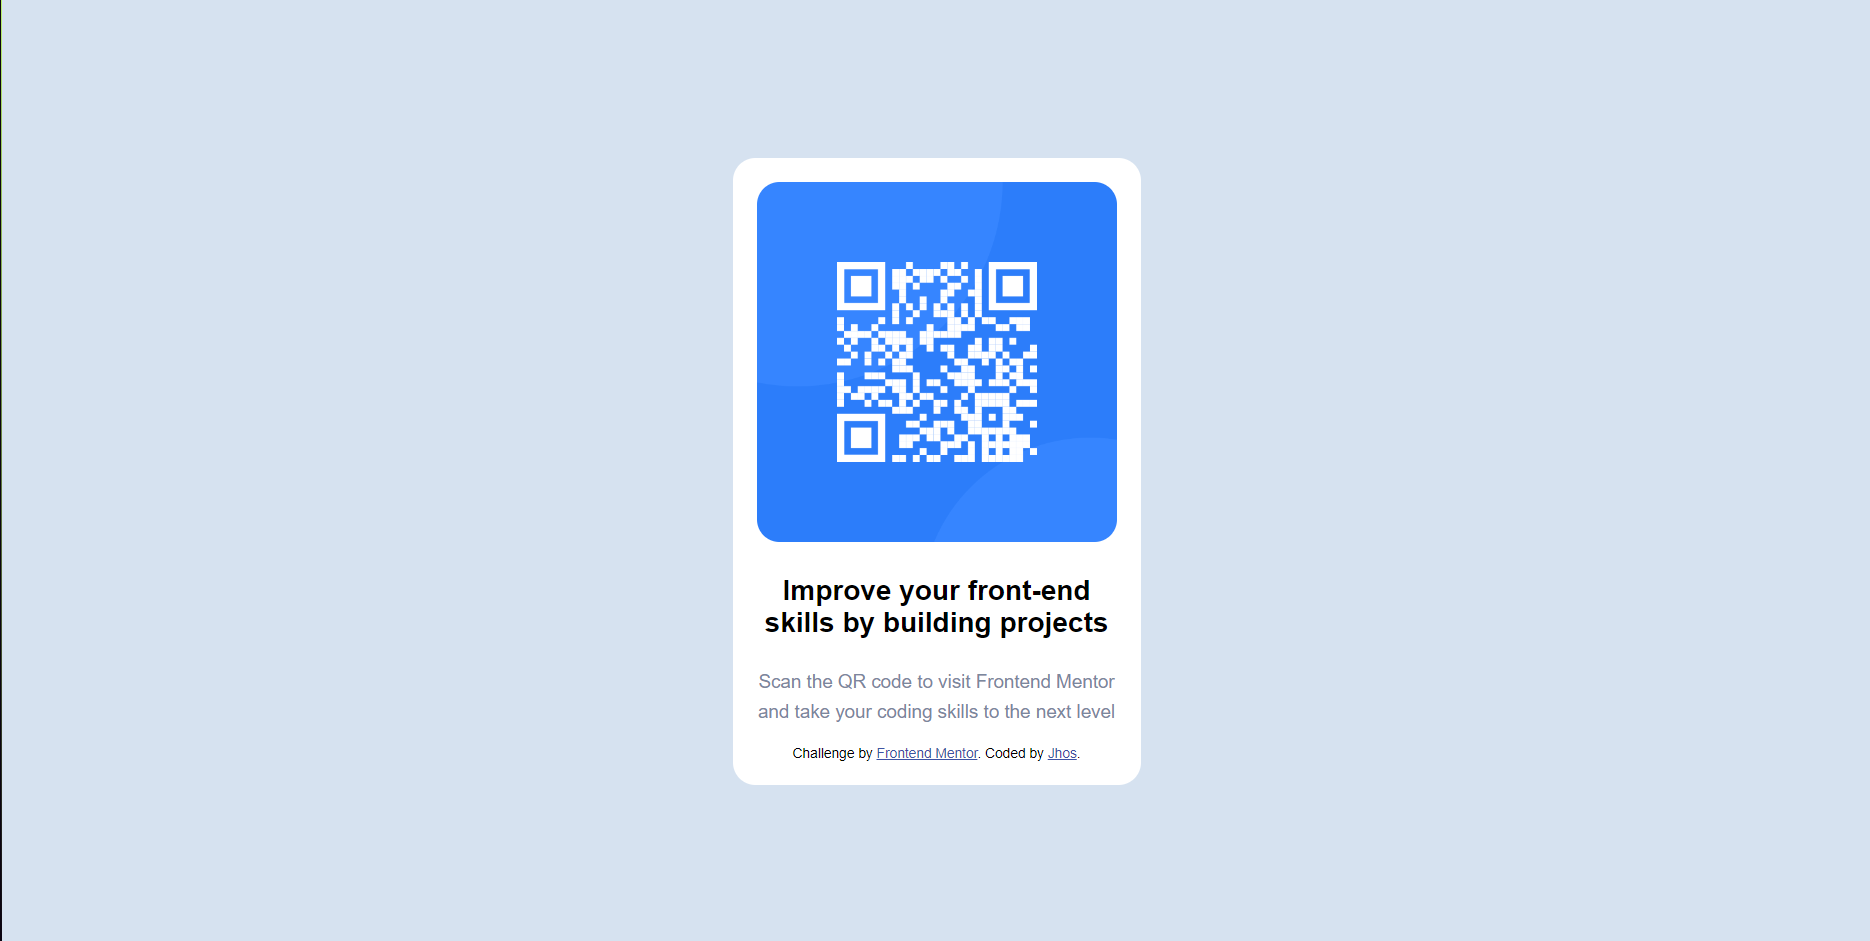 Improve your front-end
skills by building projects
Scan the QR code to visit Frontend Mentor
and take your coding skills to the next level
Challenge by Frontend Mentor. Coded by Jhos.